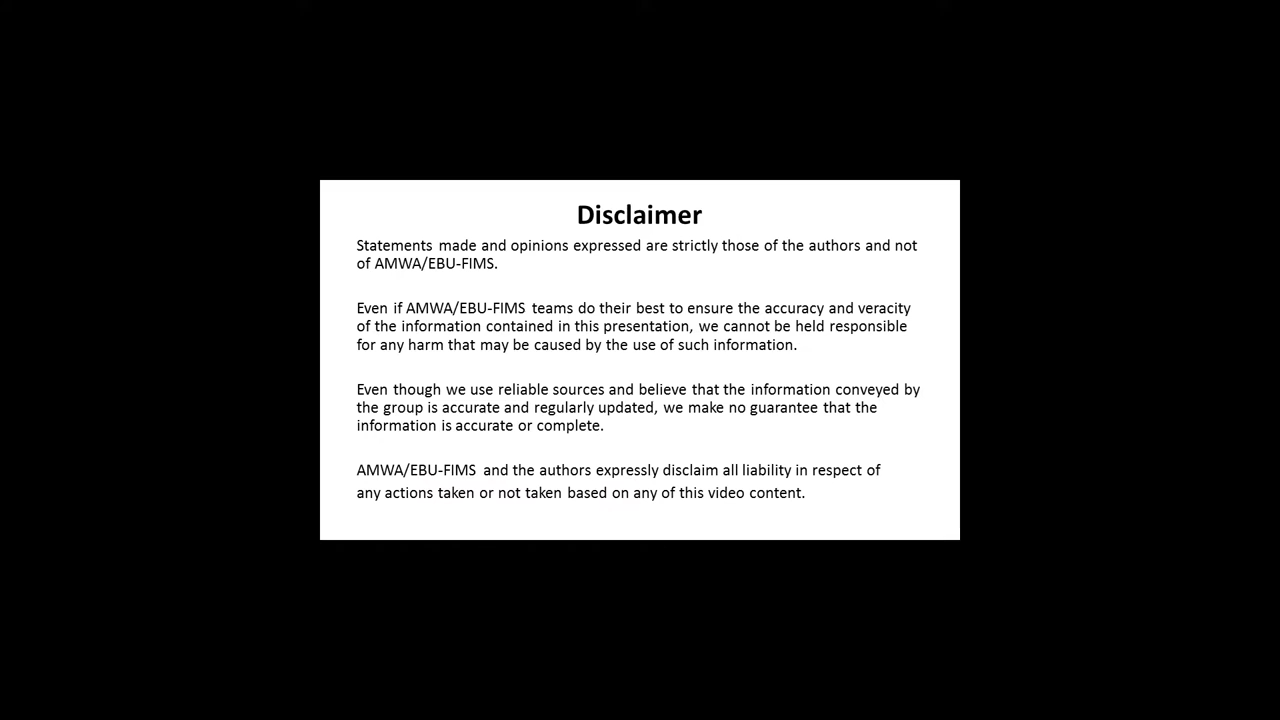 Disclaimer
Statements made and opinions expressed are strictly those of the authors and not
of AMWA/EBU-FIMS.
Even if AMWA/EBU-FIMS teams do their best to ensure the accuracy and veracity
of the information contained in this presentation, we cannot be held responsible
for any harm that may be caused by the use of such information.
Even though we use reliable sources and believe that the information conveyed by
the group is accurate and regularly updated, we make no guarantee that the
information is accurate or complete.
AMWA/EBU-FIMS and the authors expressly disclaim all liability in respect of
any actions taken or not taken based on any of this video content.